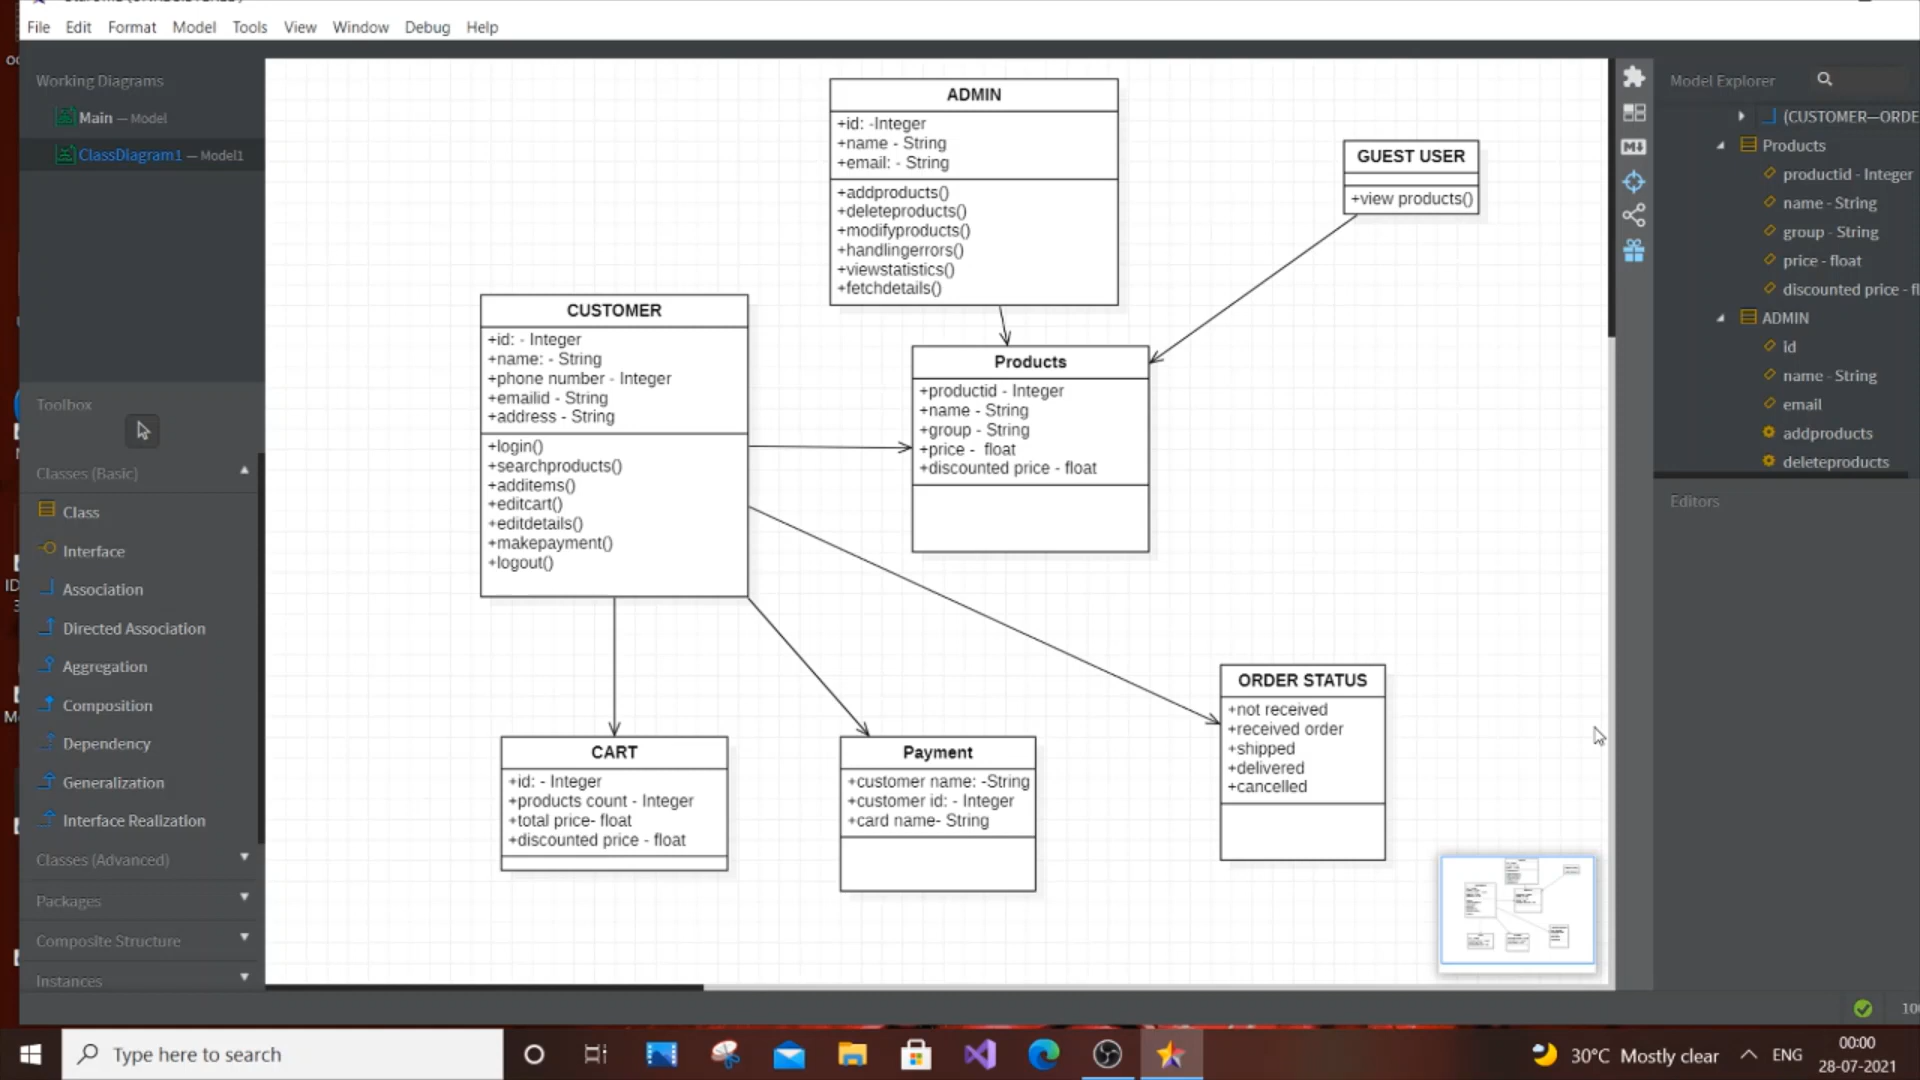 File Edit Format Model Tools View Window Debug Help
Working Diagrams
Main — Model
ClassDiagram1 — Model1
Toolbox
Classes (Basic)
Class
Interface
Association
Directed Association
Aggregation
Composition
Dependency
Generalization
Interface Realization
Classes (Advanced)
Packages
Composite Structure
Instances
ADMIN
+id: -Integer
+name - String
+email: - String
+addproducts()
+deleteproducts()
+modifyproducts()
+handlingerrors()
+viewstatistics()
+fetchdetails()
GUEST USER
+view products()
CUSTOMER
+id: - Integer
+name: - String
+phone number - Integer
+emailid - String
+address - String
+login()
+searchproducts()
+additems()
+editcart()
+editdetails()
+makepayment()
+logout()
Products
+productid - Integer
+name - String
+group - String
+price -  float
+discounted price - float
CART
+id: - Integer
+products count - Integer
+total price- float
+discounted price - float
Payment
+customer name: -String
+customer id: - Integer
+card name- String
ORDER STATUS
+not received
+received order
+shipped
+delivered
+cancelled
Model Explorer
(CUSTOMER—ORDE
Products
productid - Integer
name - String
group - String
price - float
discounted price - fl
ADMIN
id
name - String
email
addproducts
deleteproducts
Editors
Type here to search
30°C Mostly clear
ENG
00:00
28-07-2021